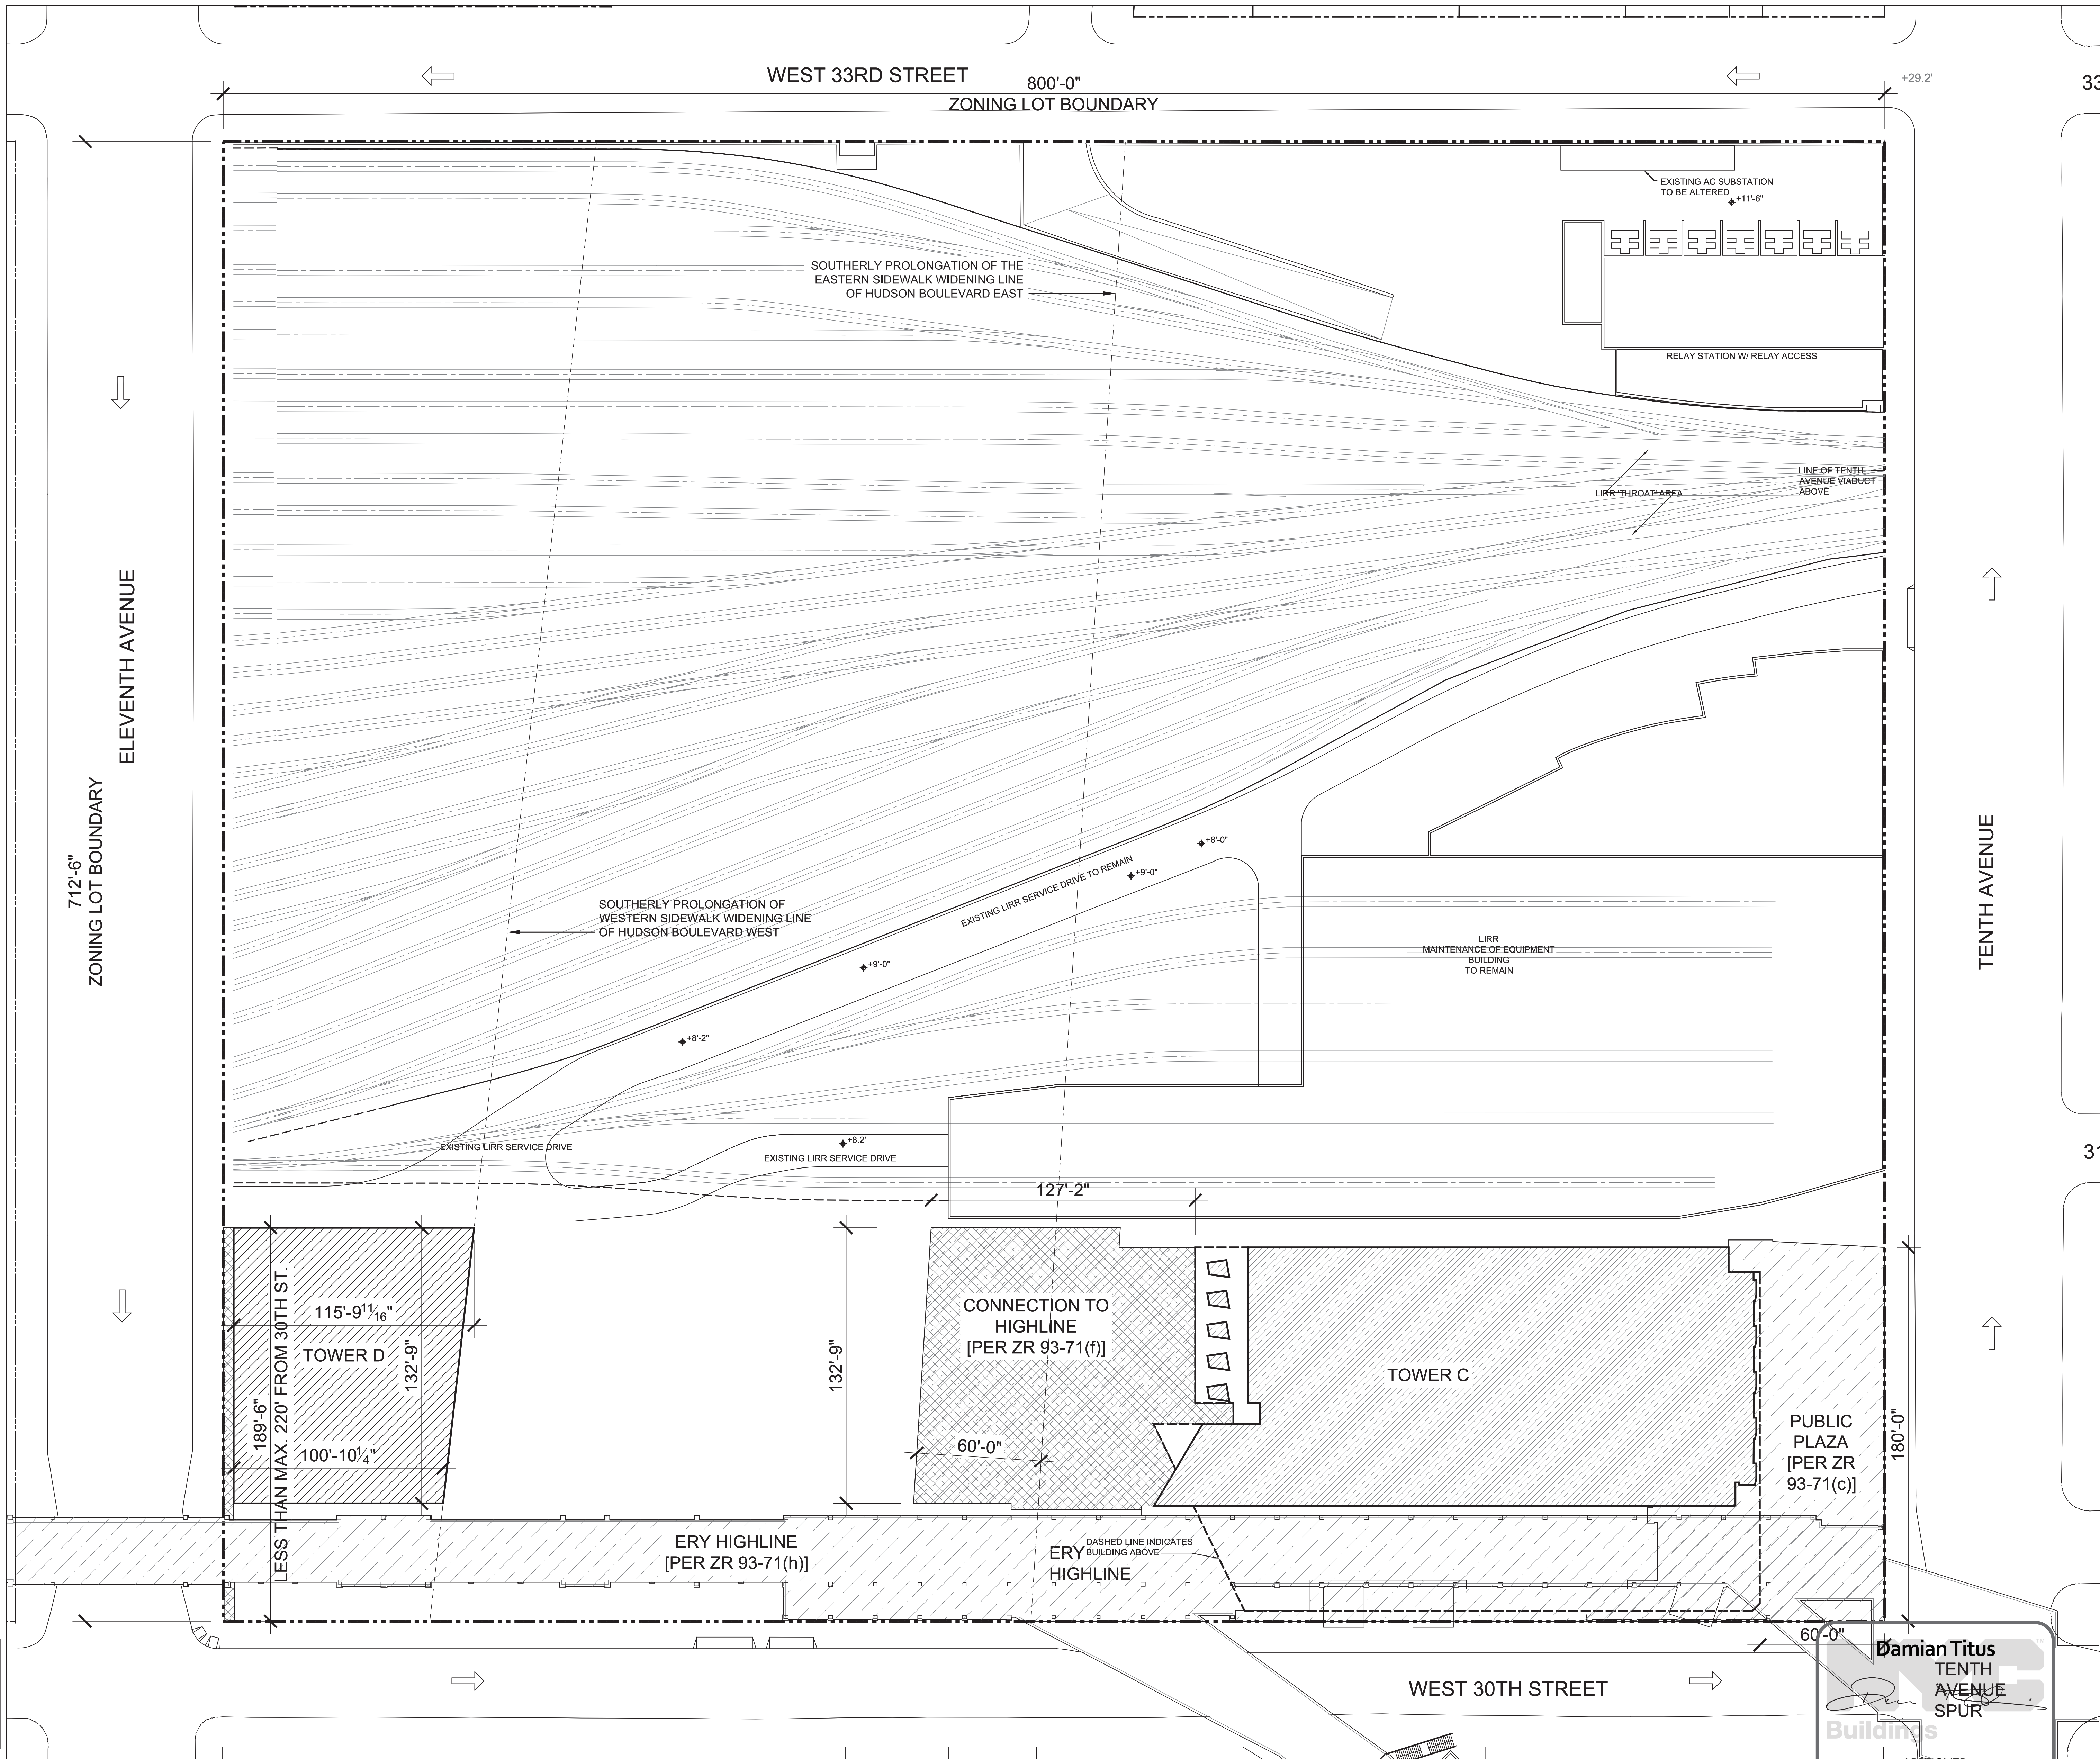 WEST 33RD STREET
800'-0"
ZONING LOT BOUNDARY
+29.2'
33
EXISTING AC SUBSTATION
TO BE ALTERED
+11'-6"
SOUTHERLY PROLONGATION OF THE
EASTERN SIDEWALK WIDENING LINE
OF HUDSON BOULEVARD EAST
RELAY STATION W/ RELAY ACCESS
LINE OF TENTH
AVENUE VIADUCT
ABOVE
LIRR "THROAT" AREA
ELEVENTH AVENUE
712'-6"
ZONING LOT BOUNDARY
TENTH AVENUE
+8'-0"
+9'-0"
EXISTING LIRR SERVICE DRIVE TO REMAIN
SOUTHERLY PROLONGATION OF
WESTERN SIDEWALK WIDENING LINE
OF HUDSON BOULEVARD WEST
LIRR
MAINTENANCE OF EQUIPMENT
BUILDING
TO REMAIN
+9'-0"
+8'-2"
+8.2'
EXISTING LIRR SERVICE DRIVE
EXISTING LIRR SERVICE DRIVE
31
127'-2"
115'-9 11/16"
TOWER D
132'-9"
189'-6"
LESS THAN MAX. 220' FROM 30TH ST.
100'-10 1/4"
132'-9"
CONNECTION TO
HIGHLINE
[PER ZR 93-71(f)]
60'-0"
TOWER C
PUBLIC
PLAZA
[PER ZR
93-71(c)]
180'-0"
ERY HIGHLINE
[PER ZR 93-71(h)]
ERY
HIGHLINE
DASHED LINE INDICATES
BUILDING ABOVE
60'-0"
WEST 30TH STREET
Damian Titus
TENTH
AVENUE
SPUR
NYC
Buildings